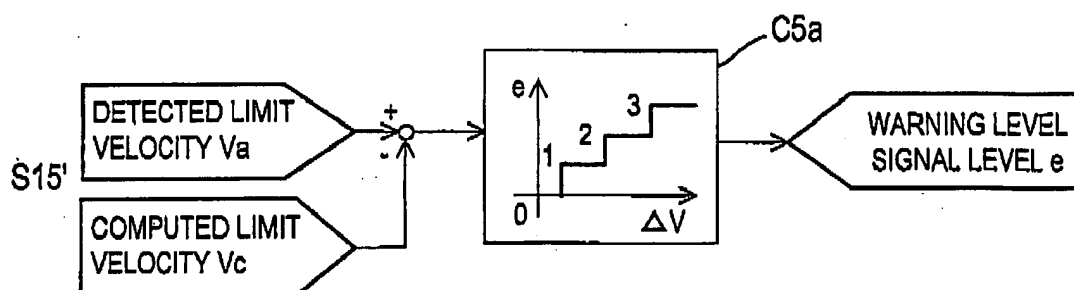 C5a
DETECTED LIMIT
VELOCITY Va
+
-
S15'
COMPUTED LIMIT
VELOCITY Vc
e
3
2
1
0
ΔV
WARNING LEVEL
SIGNAL LEVEL e